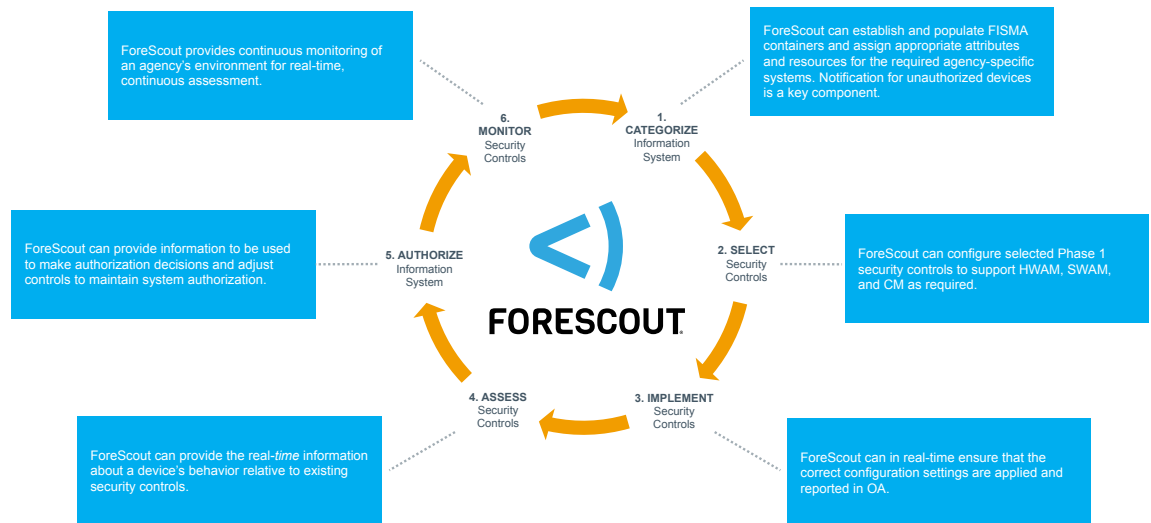 ForeScout provides continuous monitoring of
an agency’s environment for real-time,
continuous assessment.
ForeScout can establish and populate FISMA
containers and assign appropriate attributes
and resources for the required agency-specific
systems. Notification for unauthorized devices
is a key component.
6.
MONITOR
Security
Controls
1.
CATEGORIZE
Information
System
ForeScout can provide information to be used
to make authorization decisions and adjust
controls to maintain system authorization.
5. AUTHORIZE
Information
System
2. SELECT
Security
Controls
ForeScout can configure selected Phase 1
security controls to support HWAM, SWAM,
and CM as required.
FORESCOUT
4. ASSESS
Security
Controls
3. IMPLEMENT
Security
Controls
ForeScout can provide the real-time information
about a device’s behavior relative to existing
security controls.
ForeScout can in real-time ensure that the
correct configuration settings are applied and
reported in OA.